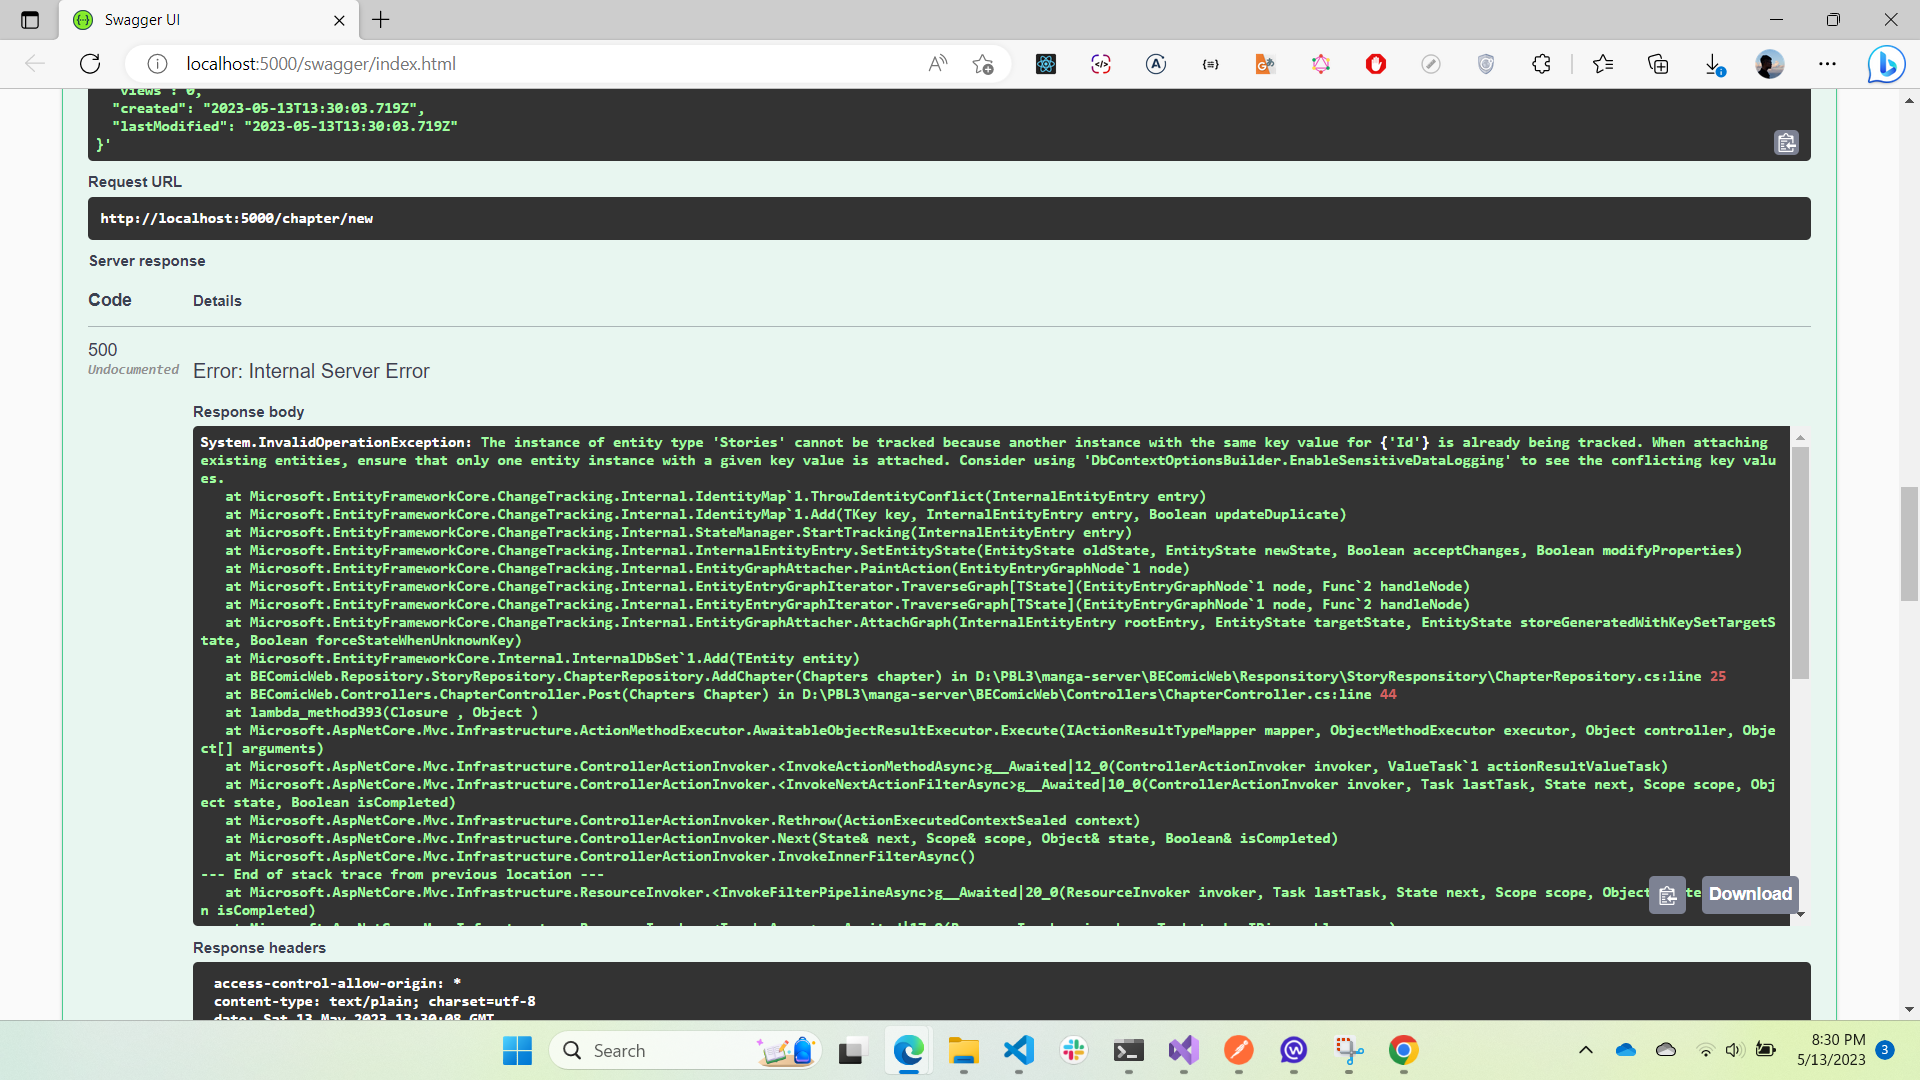 Swagger UI
localhost:5000/swagger/index.html
"views": 0,
"created": "2023-05-13T13:30:03.719Z",
"lastModified": "2023-05-13T13:30:03.719Z"
}'
Request URL
http://localhost:5000/chapter/new
Server response
Code Details
500
Undocumented
Error: Internal Server Error
Response body
System.InvalidOperationException: The instance of entity type 'Stories' cannot be tracked because another instance with the same key value for {'Id'} is already being tracked. When attaching
existing entities, ensure that only one entity instance with a given key value is attached. Consider using 'DbContextOptionsBuilder.EnableSensitiveDataLogging' to see the conflicting key valu
es.
at Microsoft.EntityFrameworkCore.ChangeTracking.Internal.IdentityMap`1.ThrowIdentityConflict(InternalEntityEntry entry)
at Microsoft.EntityFrameworkCore.ChangeTracking.Internal.IdentityMap`1.Add(TKey key, InternalEntityEntry entry, Boolean updateDuplicate)
at Microsoft.EntityFrameworkCore.ChangeTracking.Internal.StateManager.StartTracking(InternalEntityEntry entry)
at Microsoft.EntityFrameworkCore.ChangeTracking.Internal.InternalEntityEntry.SetEntityState(EntityState oldState, EntityState newState, Boolean acceptChanges, Boolean modifyProperties)
at Microsoft.EntityFrameworkCore.ChangeTracking.Internal.EntityGraphAttacher.PaintAction(EntityEntryGraphNode`1 node)
at Microsoft.EntityFrameworkCore.ChangeTracking.Internal.EntityEntryGraphIterator.TraverseGraph[TState](EntityEntryGraphNode`1 node, Func`2 handleNode)
at Microsoft.EntityFrameworkCore.ChangeTracking.Internal.EntityEntryGraphIterator.TraverseGraph[TState](EntityEntryGraphNode`1 node, Func`2 handleNode)
at Microsoft.EntityFrameworkCore.ChangeTracking.Internal.EntityGraphAttacher.AttachGraph(InternalEntityEntry rootEntry, EntityState targetState, EntityState storeGeneratedWithKeySetTargetS
tate, Boolean forceStateWhenUnknownKey)
at Microsoft.EntityFrameworkCore.Internal.InternalDbSet`1.Add(TEntity entity)
at BEComicWeb.Repository.StoryRepository.ChapterRepository.AddChapter(Chapters chapter) in D:\PBL3\manga-server\BEComicWeb\Responsitory\StoryResponsitory\ChapterRepository.cs:line 25
at BEComicWeb.Controllers.ChapterController.Post(Chapters Chapter) in D:\PBL3\manga-server\BEComicWeb\Controllers\ChapterController.cs:line 44
at lambda_method393(Closure , Object )
at Microsoft.AspNetCore.Mvc.Infrastructure.ActionMethodExecutor.AwaitableObjectResultExecutor.Execute(IActionResultTypeMapper mapper, ObjectMethodExecutor executor, Object controller, Obje
ct[] arguments)
at Microsoft.AspNetCore.Mvc.Infrastructure.ControllerActionInvoker.<InvokeActionMethodAsync>g__Awaited|12_0(ControllerActionInvoker invoker, ValueTask`1 actionResultValueTask)
at Microsoft.AspNetCore.Mvc.Infrastructure.ControllerActionInvoker.<InvokeNextActionFilterAsync>g__Awaited|10_0(ControllerActionInvoker invoker, Task lastTask, State next, Scope scope, Obj
ect state, Boolean isCompleted)
at Microsoft.AspNetCore.Mvc.Infrastructure.ControllerActionInvoker.Rethrow(ActionExecutedContextSealed context)
at Microsoft.AspNetCore.Mvc.Infrastructure.ControllerActionInvoker.Next(State& next, Scope& scope, Object& state, Boolean& isCompleted)
at Microsoft.AspNetCore.Mvc.Infrastructure.ControllerActionInvoker.InvokeInnerFilterAsync()
--- End of stack trace from previous location ---
at Microsoft.AspNetCore.Mvc.Infrastructure.ResourceInvoker.<InvokeFilterPipelineAsync>g__Awaited|20_0(ResourceInvoker invoker, Task lastTask, State next, Scope scope, Object
n isCompleted)
Download
Response headers
access-control-allow-origin: *
content-type: text/plain; charset=utf-8
date: Sat,13 May 2023 13:30:08 GMT
Search
8:30 PM
5/13/2023
3